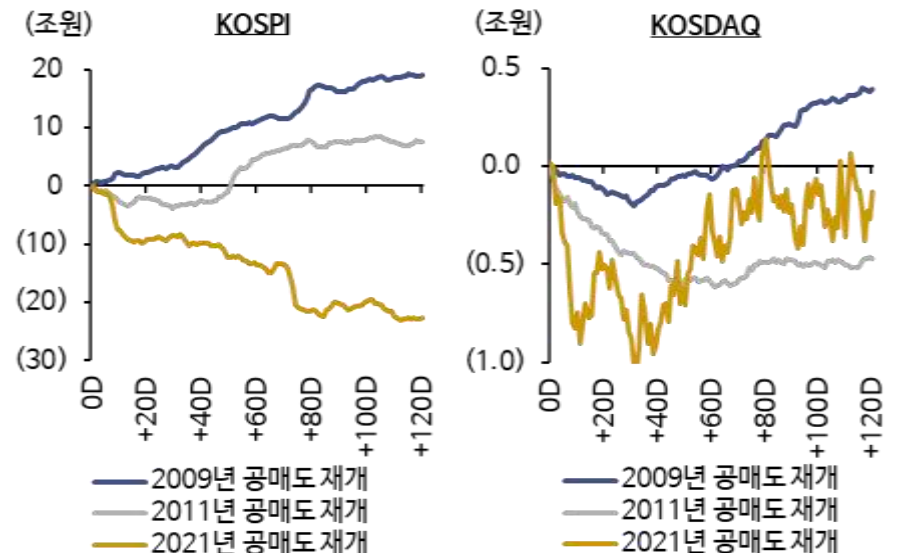 (조원)
KOSPI
20
10
0
(10)
(20)
(30)
0D
+20D
+40D
+60D
+80D
+100D
+120D
2009년 공매도 재개
2011년 공매도 재개
2021년 공매도 재개
(조원)
KOSDAQ
0.5
0.0
(0.5)
(1.0)
0D
+20D
+40D
+60D
+80D
+100D
+120D
2009년 공매도 재개
2011년 공매도 재개
2021년 공매도 재개